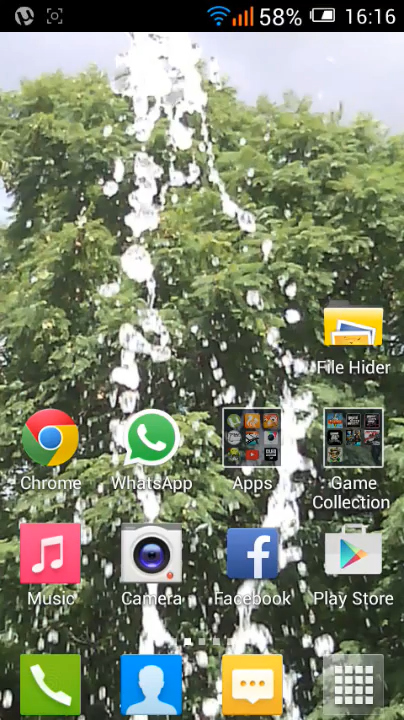 58% 16:16
File Hider
Chrome WhatsApp Apps Game
Collection
Music Camera Facebook Play Store